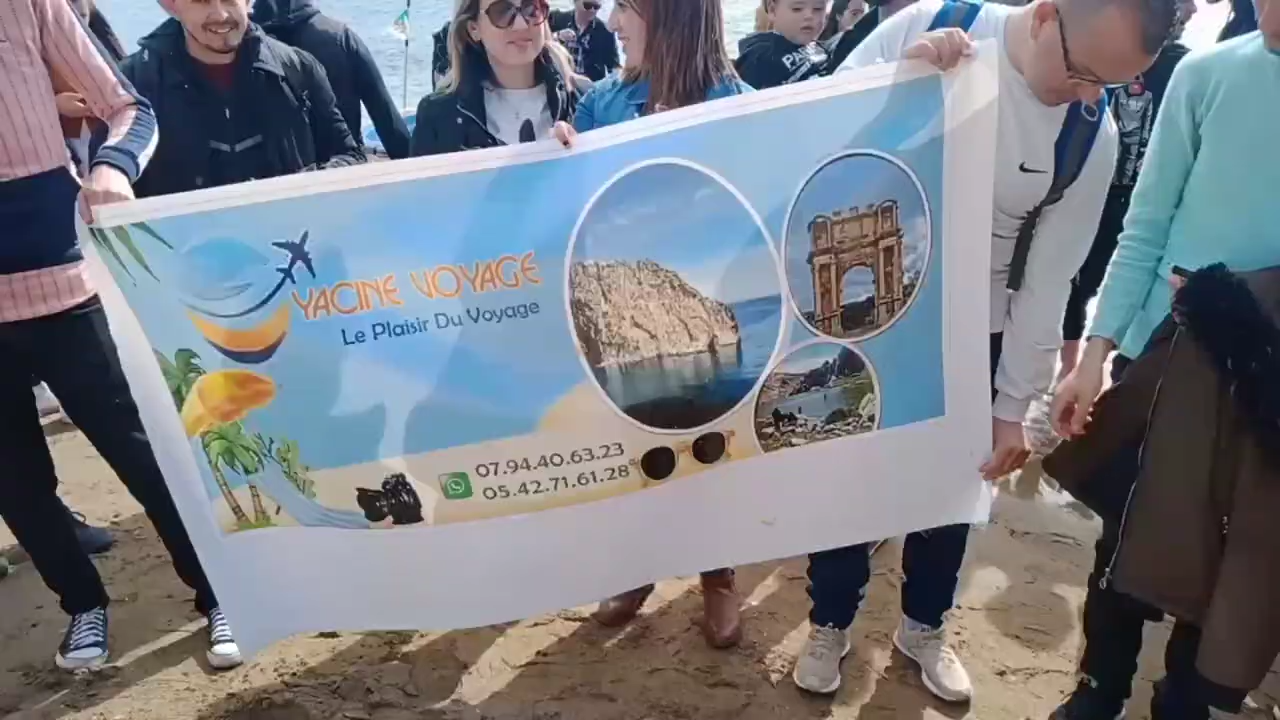 YACINE VOYAGE
Le Plaisir Du Voyage
07.94.40.63.23
05.42.71.61.28